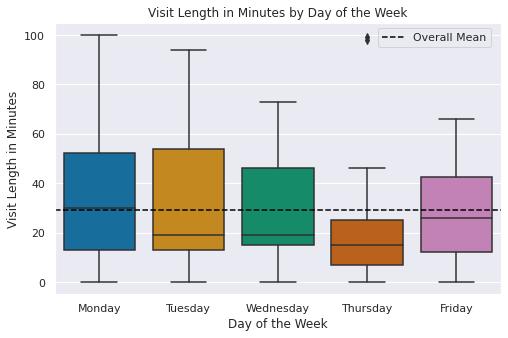 Visit Length in Minutes by Day of the Week
Overall Mean
100
80
60
40
20
0
Visit Length in Minutes
Monday Tuesday Wednesday Thursday Friday
Day of the Week